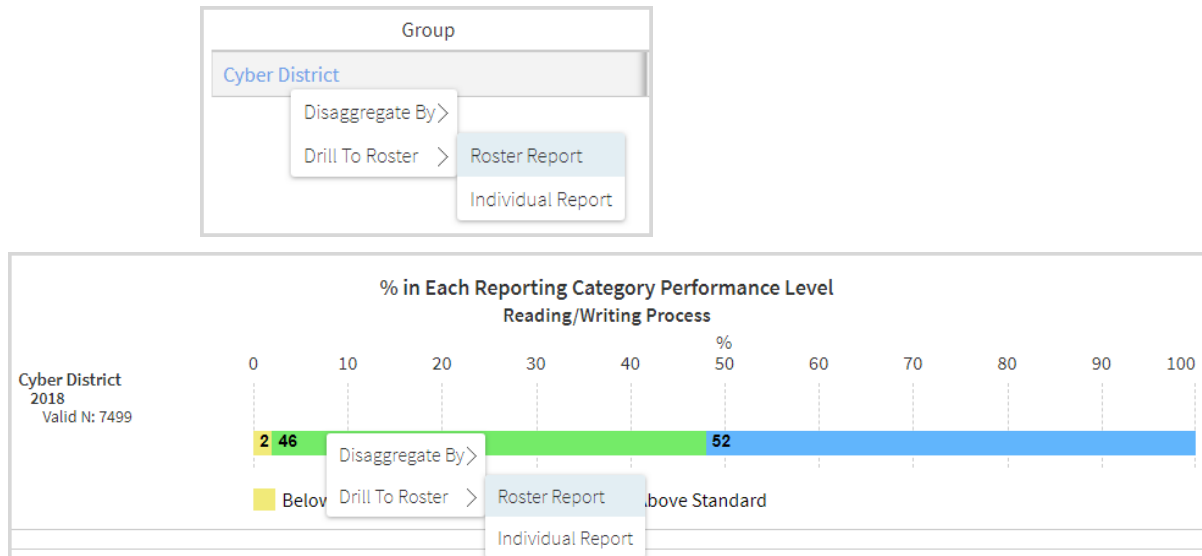 Group
Cyber District
Disaggregate By
Drill To Roster
Roster Report
Individual Report
% in Each Reporting Category Performance Level
Reading/Writing Process
%
0 10 20 30 40 50 60 70 80 90 100
Cyber District
2018
Valid N: 7499
2 46 52
Disaggregate By
Below Drill To Roster Roster Report Above Standard
Individual Report